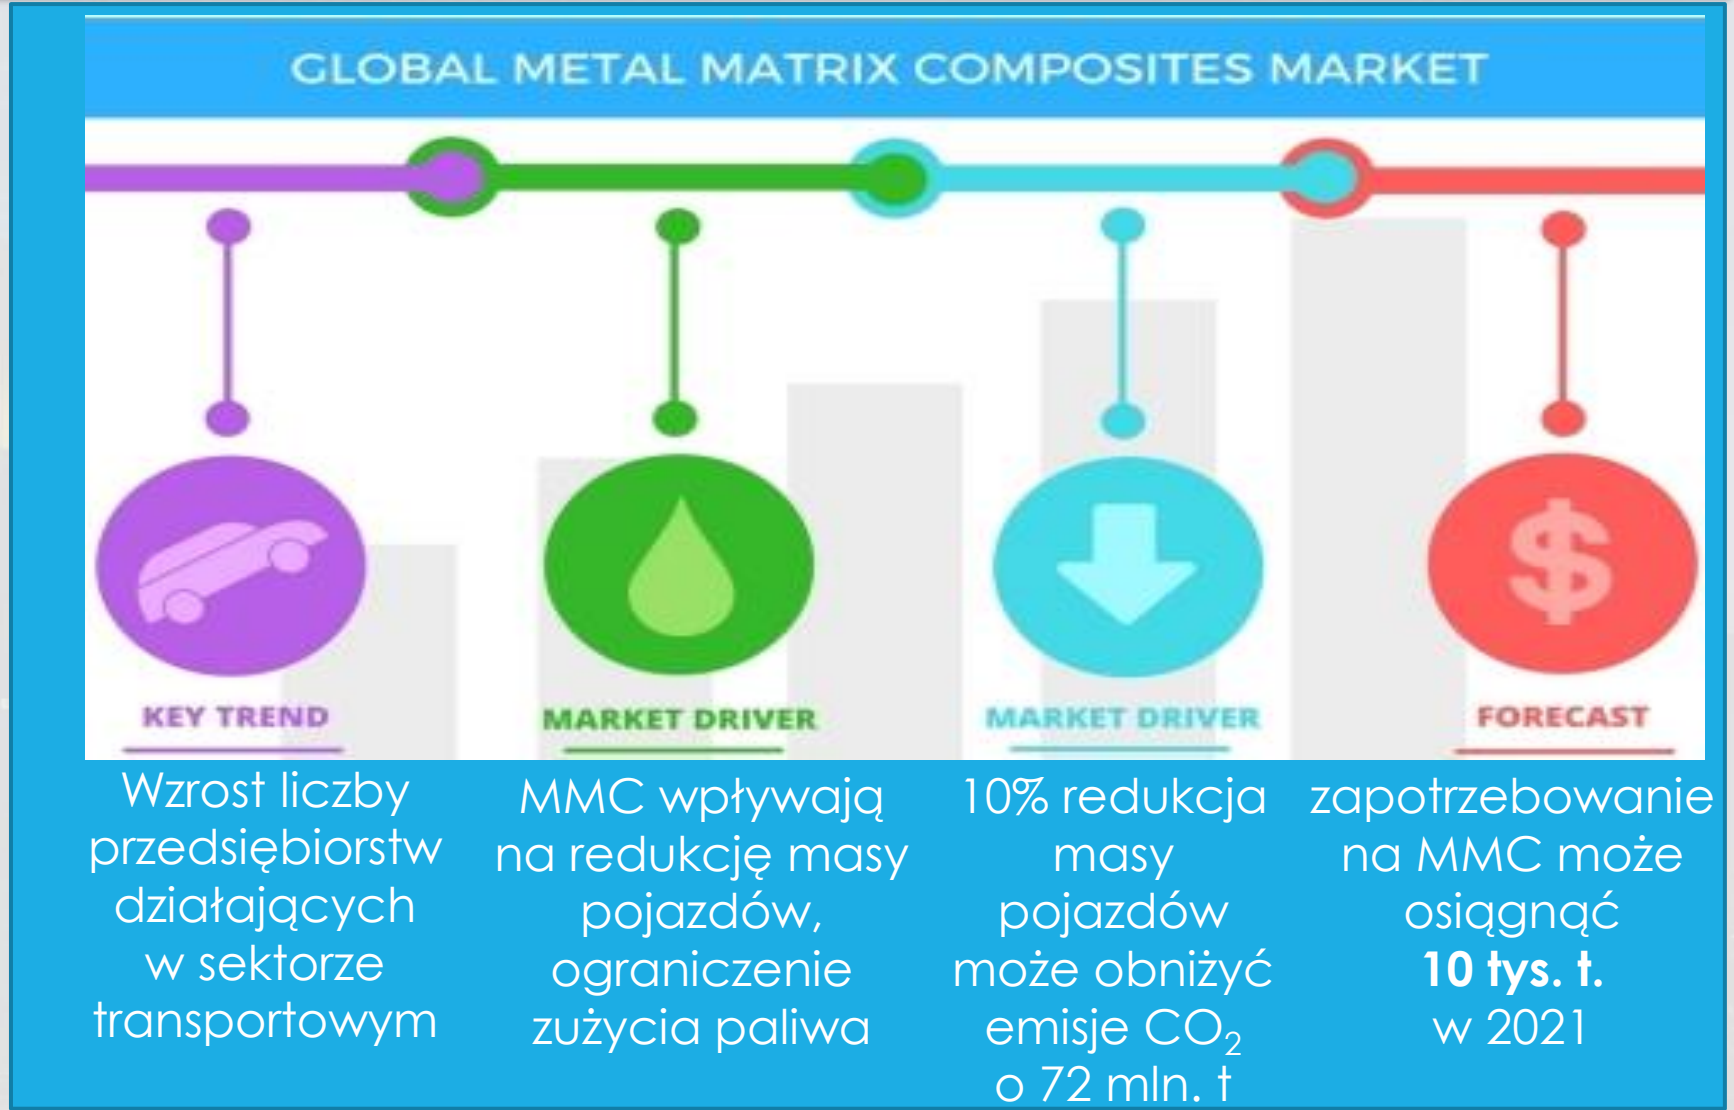 GLOBAL METAL MATRIX COMPOSITES MARKET
$
KEY TREND
Wzrost liczby
przedsiębiorstw
działających
w sektorze
transportowym
MARKET DRIVER
MMC wpływają
na redukcję masy
pojazdów,
ograniczenie
zużycia paliwa
MARKET DRIVER
10% redukcja
masy
pojazdów
może obniżyć
emisje CO₂
o 72 mln. t
FORECAST
zapotrzebowanie
na MMC może
osiągnąć
10 tys. t.
w 2021